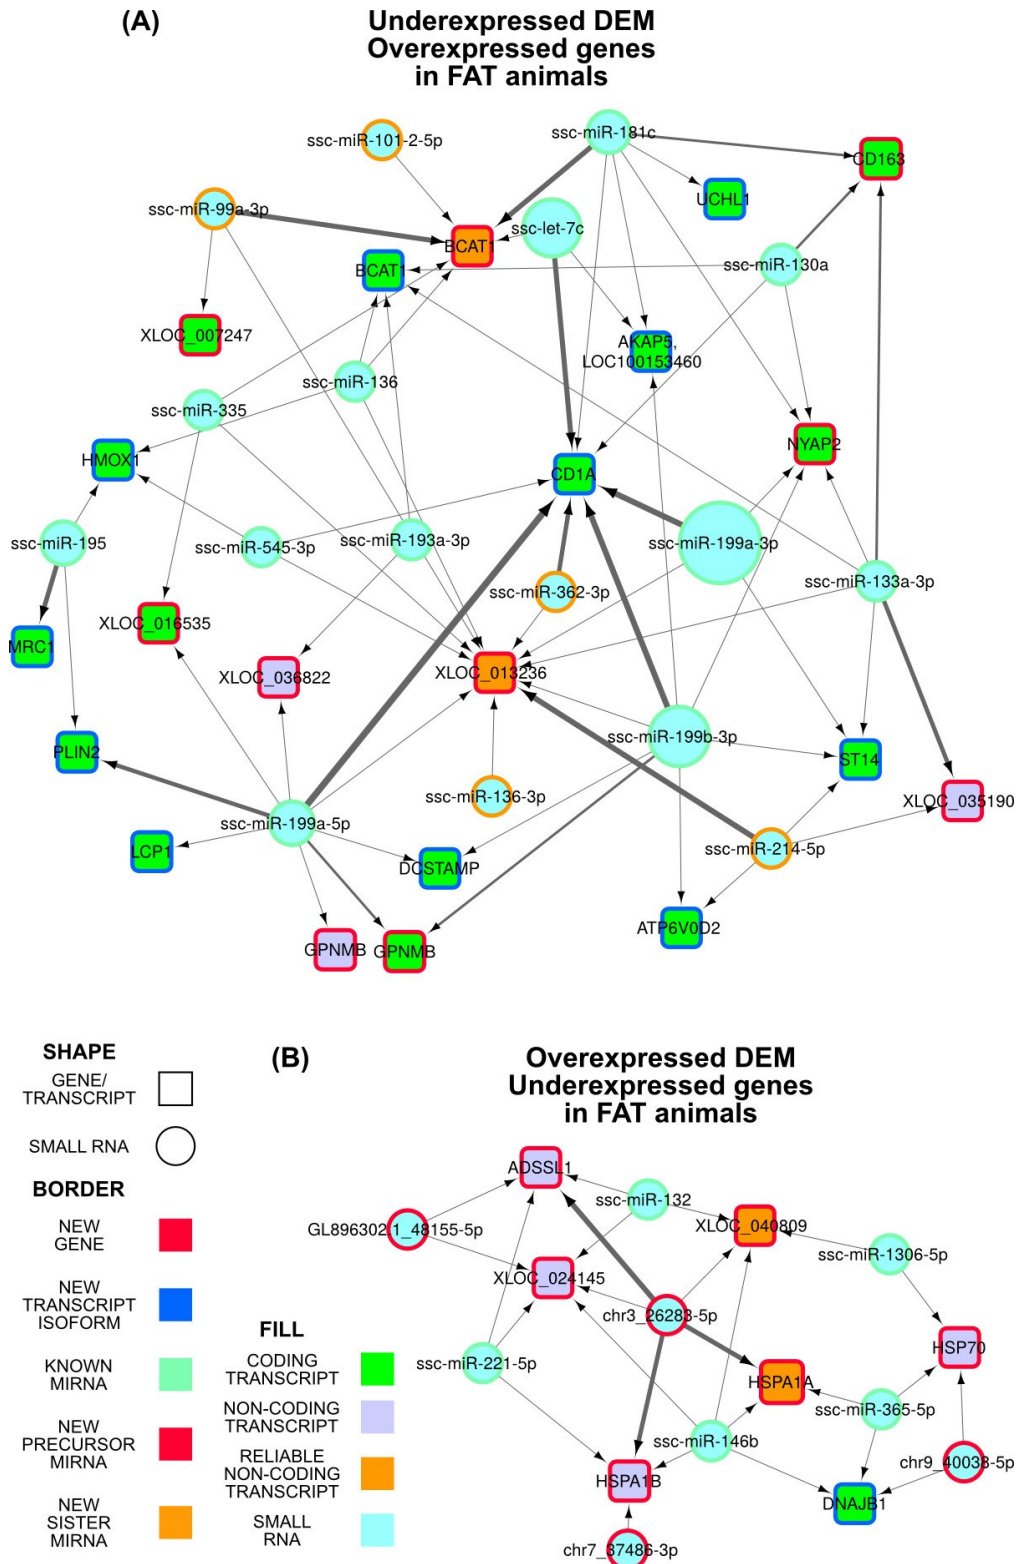 (A)
Underexpressed DEM
Overexpressed genes
in FAT animals
ssc-miR-101-2-5p
ssc-miR-181c
CD163
UCHL1
ssc-miR-99a-3p
ssc-let-7c
BCAT1
BCAT1
ssc-miR-130a
XLOC_007247
AKAP5,
LOC100153460
ssc-miR-136
ssc-miR-335
NYAP2
HMOX1
CD1A
ssc-miR-195
ssc-miR-545-3p
ssc-miR-193a-3p
ssc-miR-199a-3p
ssc-miR-362-3p
ssc-miR-133a-3p
XLOC_016535
MRC1
XLOC_036822
XLOC_013236
ssc-miR-199b-3p
PLIN2
ST14
ssc-miR-136-3p
XLOC_035190
ssc-miR-199a-5p
ssc-miR-214-5p
LCP1
DCSTAMP
ATP6V0D2
GPNMB
GPNMB
SHAPE
GENE/
TRANSCRIPT
SMALL RNA
BORDER
NEW
GENE
NEW
TRANSCRIPT
ISOFORM
KNOWN
MIRNA
NEW
PRECURSOR
MIRNA
NEW
SISTER
MIRNA
FILL
CODING
TRANSCRIPT
NON-CODING
TRANSCRIPT
RELIABLE
NON-CODING
TRANSCRIPT
SMALL
RNA
(B)
Overexpressed DEM
Underexpressed genes
in FAT animals
ADSSL1
ssc-miR-132
GL896302.1_48155-5p
XLOC_040809
ssc-miR-1306-5p
XLOC_024145
chr3_26283-5p
HSP70
ssc-miR-221-5p
HSPA1A
ssc-miR-365-5p
ssc-miR-146b
chr9_40038-5p
HSPA1B
DNAJB1
chr7_37486-3p